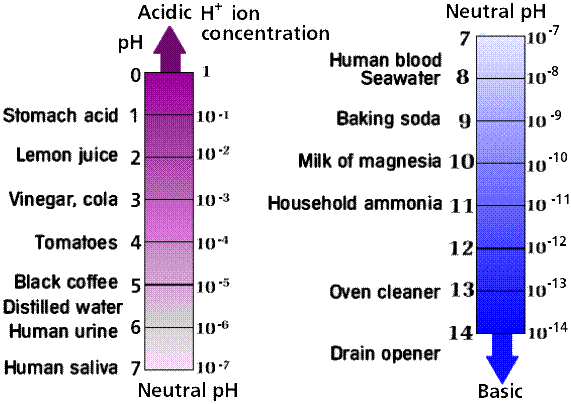 Acidic H⁺ ion
pH concentration
0 1
Stomach acid 1 10⁻¹
Lemon juice 2 10⁻²
Vinegar, cola 3 10⁻³
Tomatoes 4 10⁻⁴
Black coffee 5 10⁻⁵
Distilled water
Human urine 6 10⁻⁶
Human saliva 7 10⁻⁷
Neutral pH
Neutral pH
7 10⁻⁷
Human blood
Seawater 8 10⁻⁸
Baking soda 9 10⁻⁹
Milk of magnesia 10 10⁻¹⁰
Household ammonia 11 10⁻¹¹
12 10⁻¹²
Oven cleaner 13 10⁻¹³
14 10⁻¹⁴
Drain opener
Basic